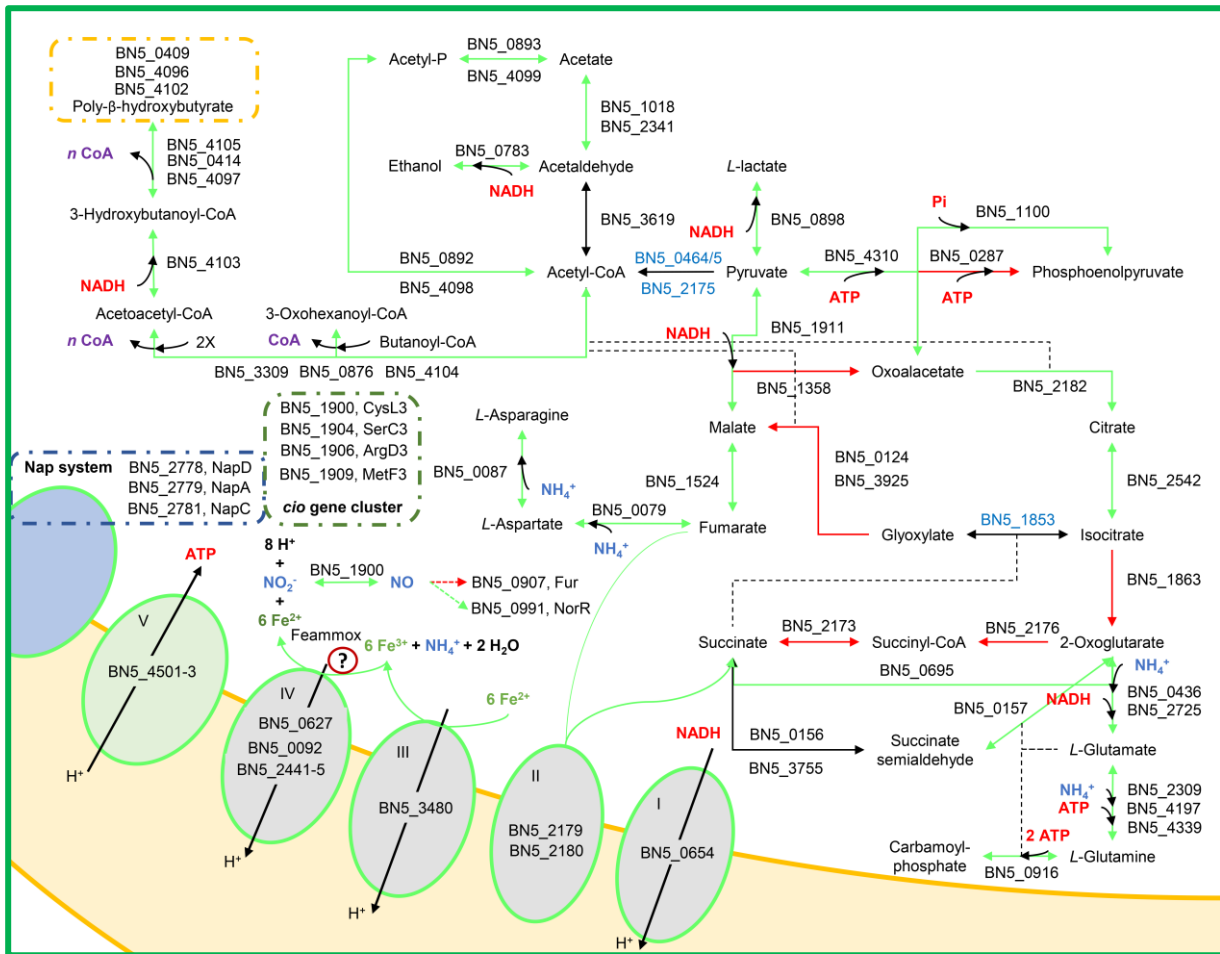 BN5_0409
BN5_4096
BN5_4102
Poly-β-hydroxybutyrate
n CoA
BN5_4105
BN5_0414
BN5_4097
3-Hydroxybutanoyl-CoA
NADH
BN5_4103
Acetoacetyl-CoA
n CoA
2X
3-Oxohexanoyl-CoA
CoA
Butanoyl-CoA
BN5_3309
BN5_0876
BN5_4104
Acetyl-P
BN5_0893
BN5_4099
Acetate
BN5_1018
BN5_2341
Ethanol
BN5_0783
NADH
Acetaldehyde
BN5_3619
BN5_0892
BN5_4098
Acetyl-CoA
BN5_0464/5
BN5_2175
L-lactate
NADH
BN5_0898
Pyruvate
BN5_4310
ATP
Pi
BN5_1100
BN5_0287
ATP
Phosphoenolpyruvate
NADH
BN5_1911
BN5_1358
Oxoalacetate
BN5_2182
Malate
Citrate
BN5_0124
BN5_3925
BN5_1524
BN5_2542
Fumarate
Glyoxylate
BN5_1853
Isocitrate
BN5_1863
Succinate
BN5_2173
Succinyl-CoA
BN5_2176
2-Oxoglutarate
BN5_0695
NH₄⁺
NADH
BN5_0436
BN5_2725
BN5_0157
BN5_0156
BN5_3755
Succinate
semialdehyde
L-Glutamate
NH₄⁺
ATP
BN5_2309
BN5_4197
BN5_4339
2 ATP
Carbamoyl-
phosphate
BN5_0916
L-Glutamine
BN5_1900, CysL3
BN5_1904, SerC3
BN5_1906, ArgD3
BN5_1909, MetF3
cio gene cluster
Nap system
BN5_2778, NapD
BN5_2779, NapA
BN5_2781, NapC
L-Asparagine
BN5_0087
NH₄⁺
L-Aspartate
BN5_0079
NH₄⁺
8 H⁺
+
NO₂⁻
+
6 Fe²⁺
BN5_1900
NO
BN5_0907, Fur
BN5_0991, NorR
Feammox
?
6 Fe³⁺ + NH₄⁺ + 2 H₂O
6 Fe²⁺
ATP
V
BN5_4501-3
H⁺
IV
BN5_0627
BN5_0092
BN5_2441-5
H⁺
III
BN5_3480
H⁺
II
BN5_2179
BN5_2180
NADH
I
BN5_0654
H⁺